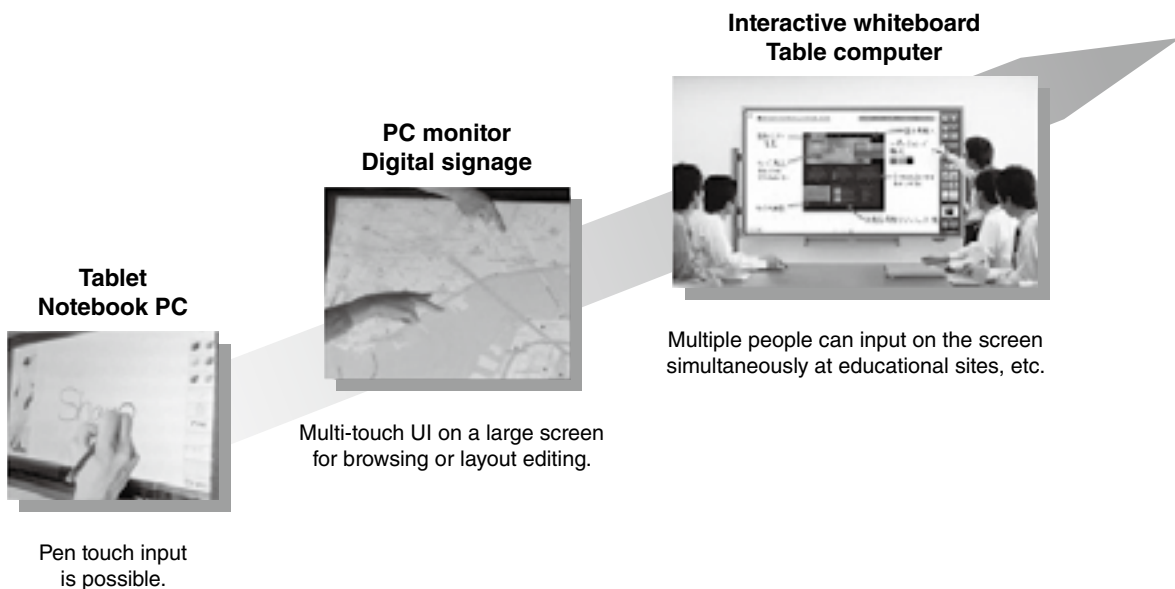 Interactive whiteboard
Table computer
PC monitor
Digital signage
Tablet
Notebook PC
Multiple people can input on the screen
simultaneously at educational sites, etc.
Multi-touch UI on a large screen
for browsing or layout editing.
Pen touch input
is possible.